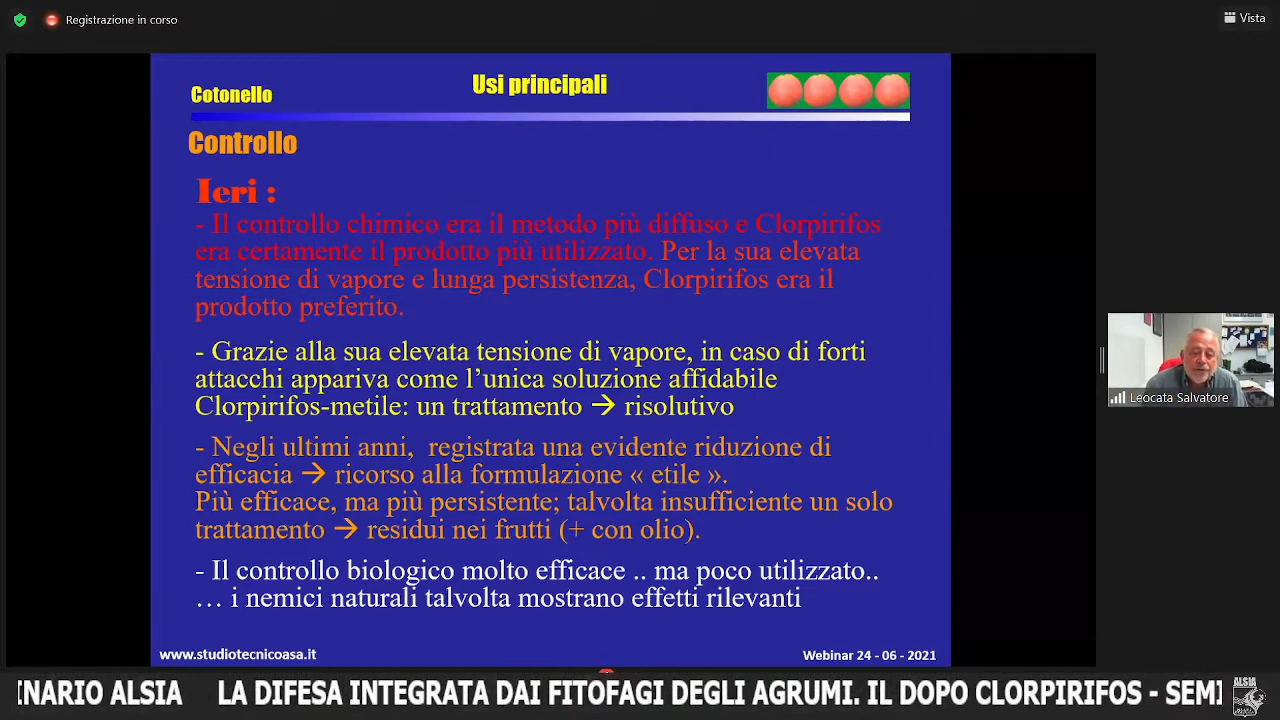 Registrazione in corso
Vista
Usi principali
Cotonello
Controllo
Ieri :
- Il controllo chimico era il metodo più diffuso e Clorpirifos
era certamente il prodotto più utilizzato. Per la sua elevata
tensione di vapore e lunga persistenza, Clorpirifos era il
prodotto preferito.
- Grazie alla sua elevata tensione di vapore, in caso di forti
attacchi appariva come l’unica soluzione affidabile
Clorpirifos-metile: un trattamento → risolutivo
- Negli ultimi anni, registrata una evidente riduzione di
efficacia → ricorso alla formulazione « etile ».
Più efficace, ma più persistente; talvolta insufficiente un solo
trattamento → residui nei frutti (+ con olio).
- Il controllo biologico molto efficace .. ma poco utilizzato..
… i nemici naturali talvolta mostrano effetti rilevanti
www.studiotecnicoasa.it
Webinar 24 - 06 - 2021
Leocata Salvatore
INARIO ALSIA LA DIFESA INTEGRATA DAI FITOFAGI DEGLI AGRUMI. IL DOPO CLORPIRIFOS - SEMI
ALSIA